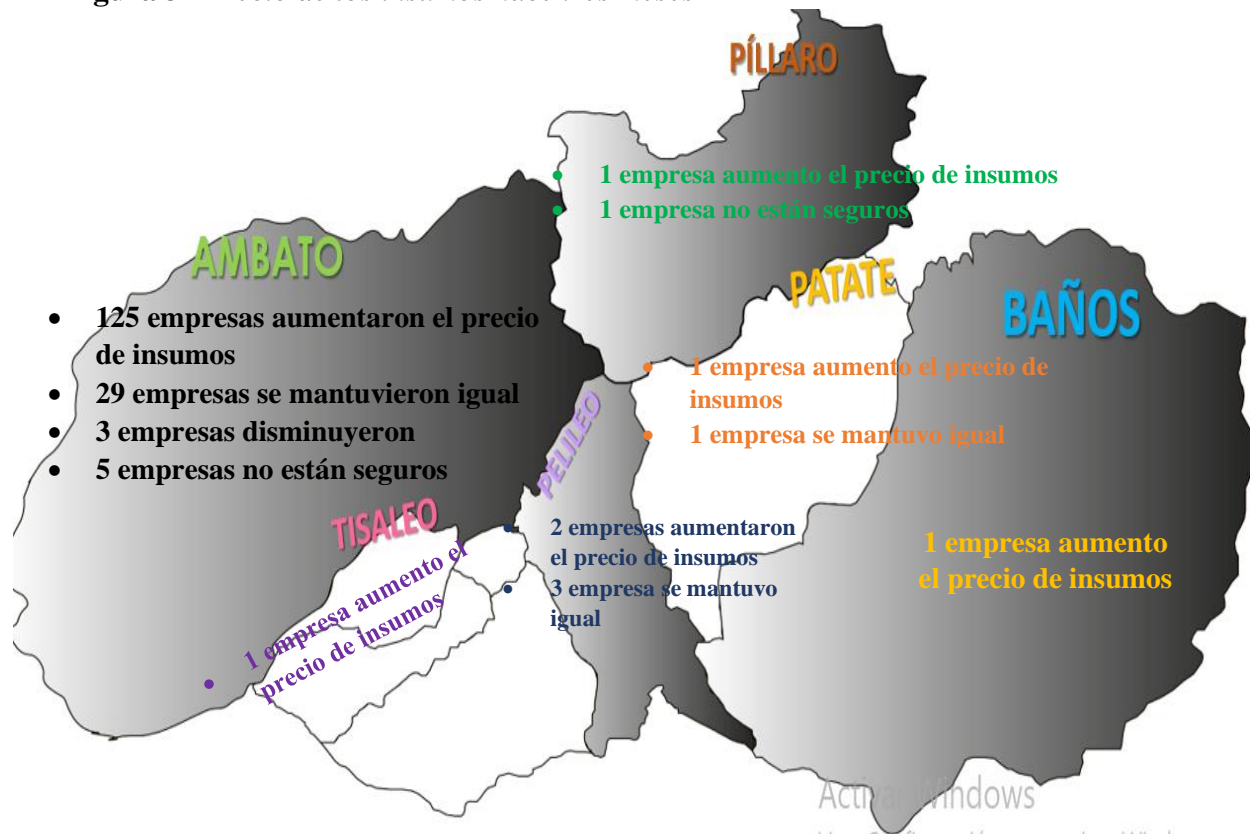 PÍLLARO
• 1 empresa aumento el precio de insumos
• 1 empresa no están seguros
AMBATO
• 125 empresas aumentaron el precio
de insumos
• 29 empresas se mantuvieron igual
• 3 empresas disminuyeron
• 5 empresas no están seguros
PATATE
• 1 empresa aumento el precio de
insumos
• 1 empresa se mantuvo igual
BAÑOS
1 empresa aumento
el precio de insumos
PELILEO
• 2 empresas aumentaron
el precio de insumos
• 3 empresa se mantuvo
igual
TISALEO
• 1 empresa aumento el
precio de insumos
Activar Windows